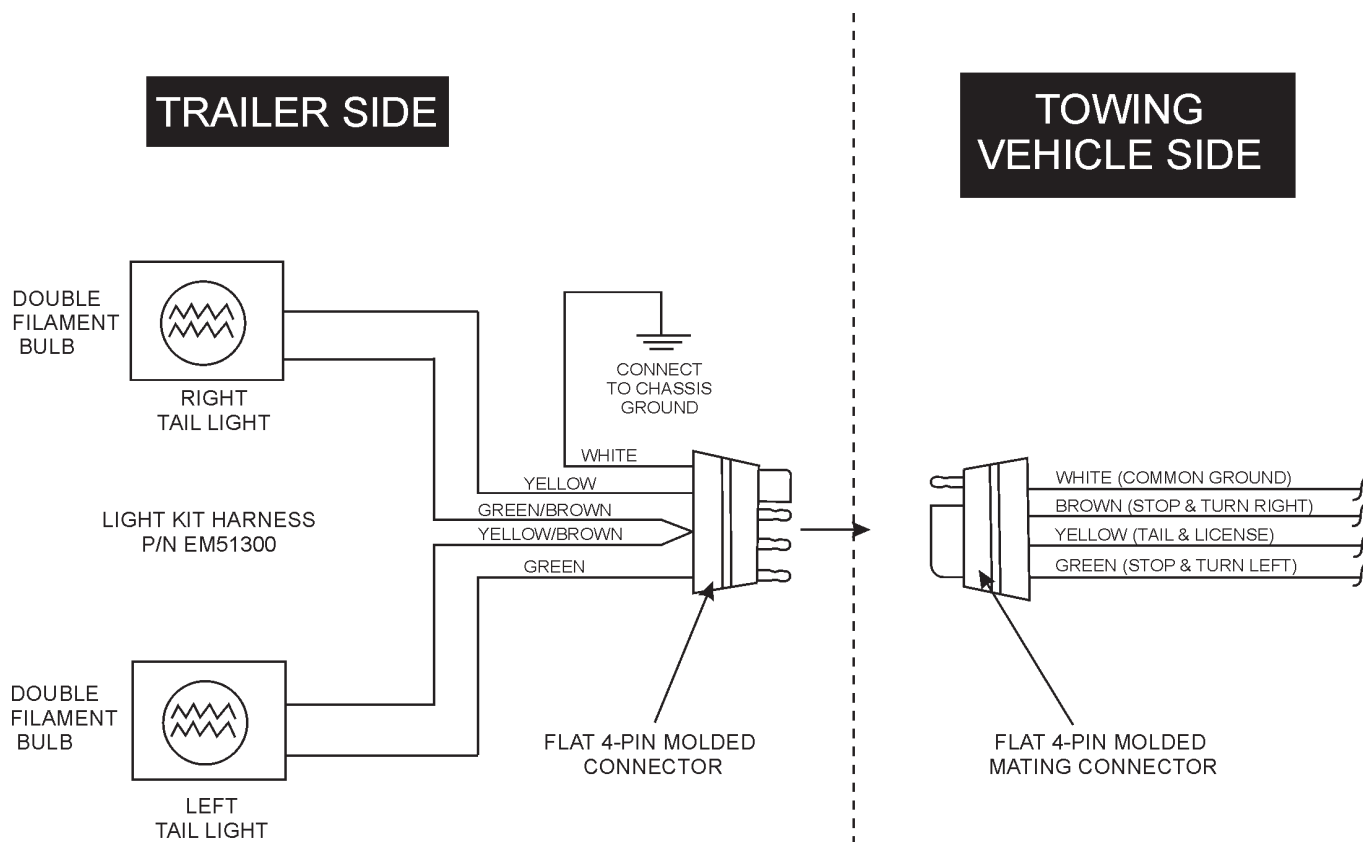 TRAILER SIDE
TOWING
VEHICLE SIDE
DOUBLE
FILAMENT
BULB
RIGHT
TAIL LIGHT
CONNECT
TO CHASSIS
GROUND
WHITE
YELLOW
GREEN/BROWN
YELLOW/BROWN
GREEN
LIGHT KIT HARNESS
P/N EM51300
WHITE (COMMON GROUND)
BROWN (STOP & TURN RIGHT)
YELLOW (TAIL & LICENSE)
GREEN (STOP & TURN LEFT)
DOUBLE
FILAMENT
BULB
LEFT
TAIL LIGHT
FLAT 4-PIN MOLDED
CONNECTOR
FLAT 4-PIN MOLDED
MATING CONNECTOR